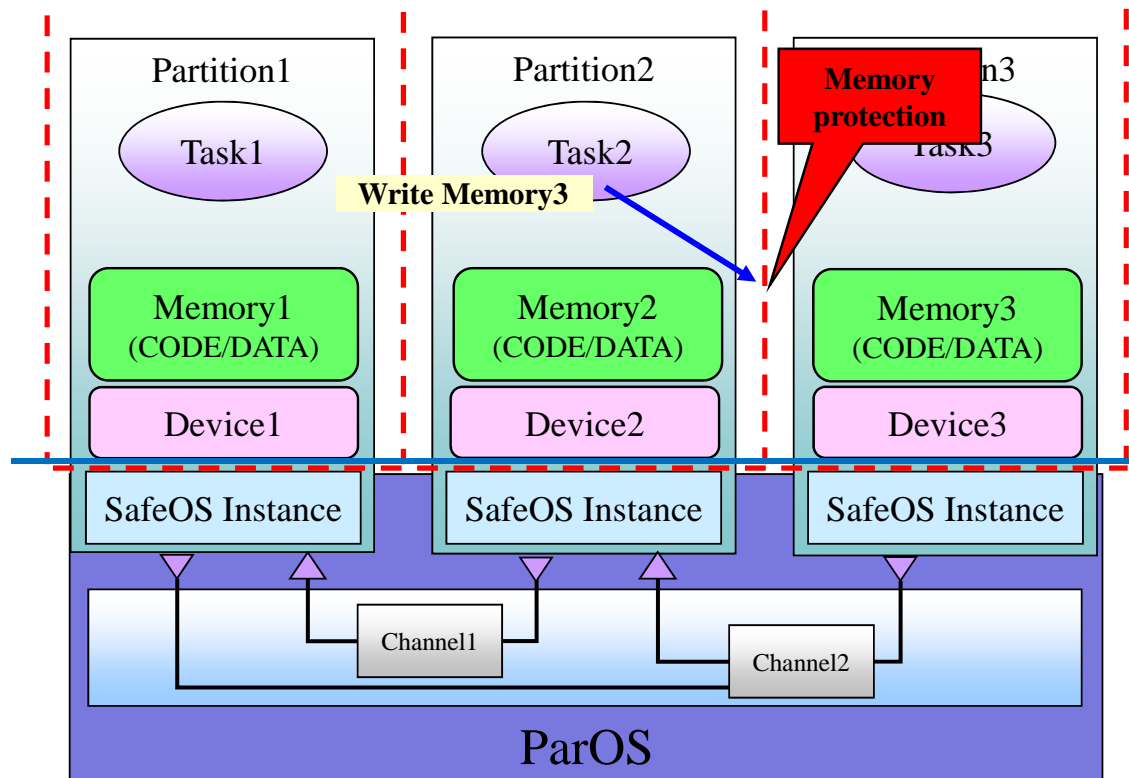 Partition1
Partition2
n3
Memory
protection
Task1
Task2
Task3
Write Memory3
Memory1
(CODE/DATA)
Memory2
(CODE/DATA)
Memory3
(CODE/DATA)
Device1
Device2
Device3
SafeOS Instance
SafeOS Instance
SafeOS Instance
Channel1
Channel2
ParOS